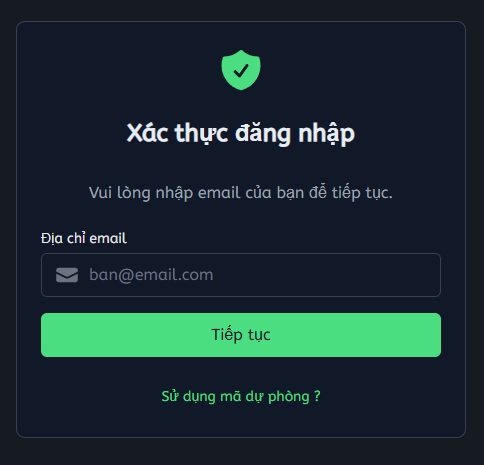 Xác thực đăng nhập
Vui lòng nhập email của bạn để tiếp tục.
Địa chỉ email
ban@email.com
Tiếp tục
Sử dụng mã dự phòng ?